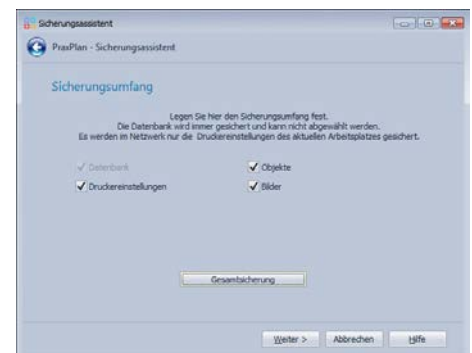 Sicherungsassistent
PraxPlan - Sicherungsassistent
Sicherungsumfang
Legen Sie hier den Sicherungsumfang fest.
Die Datenbank wird immer gesichert und kann nicht abgewählt werden.
Es werden im Netzwerk nur die Druckereinstellungen des aktuellen Arbeitsplatzes gesichert.
Datenbank
Objekte
Druckereinstellungen
Bilder
Gesamtsicherung
Weiter >
Abbrechen
Hilfe